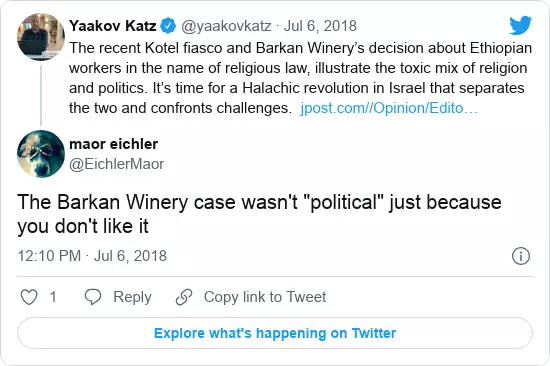 Yaakov Katz @yaakovkatz · Jul 6, 2018
The recent Kotel fiasco and Barkan Winery’s decision about Ethiopian
workers in the name of religious law, illustrate the toxic mix of religion
and politics. It’s time for a Halachic revolution in Israel that separates
the two and confronts challenges. jpost.com//Opinion/Edito…
maor eichler
@EichlerMaor
The Barkan Winery case wasn't "political" just because
you don't like it
12:10 PM · Jul 6, 2018
1 Reply Copy link to Tweet
Explore what's happening on Twitter